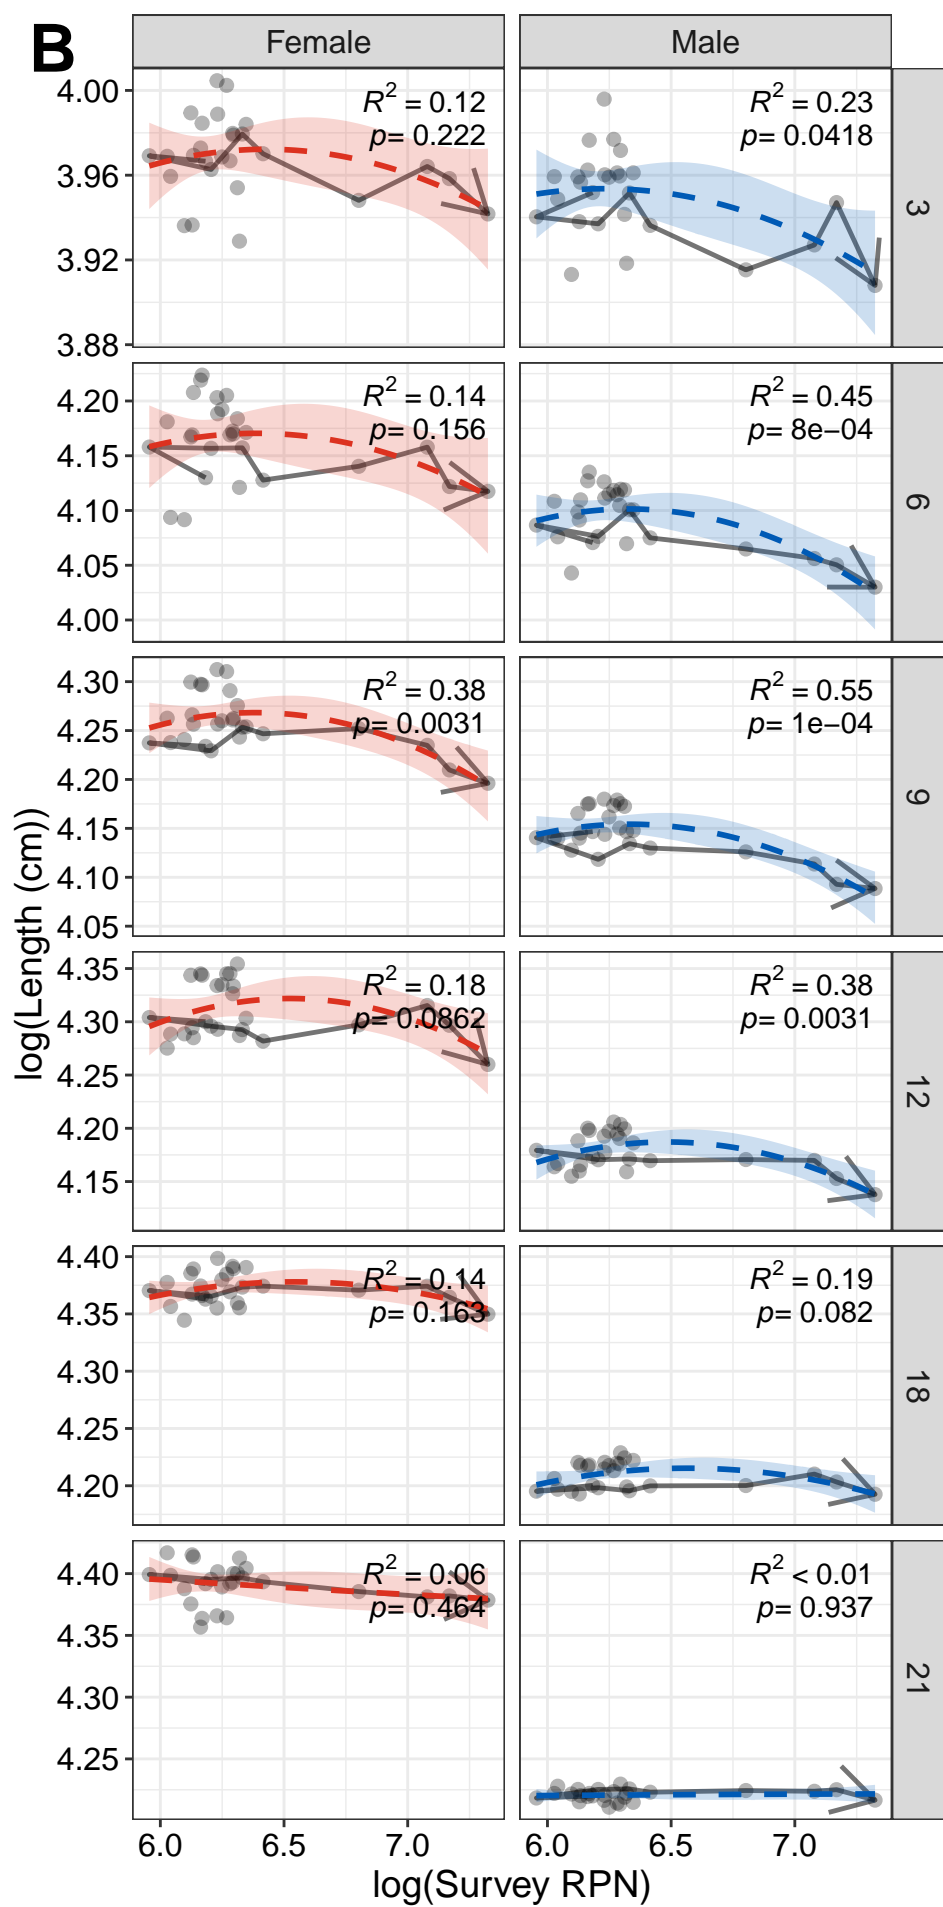 B
Female
Male
4.00
3.96
3.92
3.88
R2 = 0.12
p= 0.222
R2 = 0.23
p= 0.0418
3
4.20
4.15
4.10
4.05
4.00
R2 = 0.14
p= 0.156
R2 = 0.45
p= 8e−04
6
4.30
4.25
4.20
4.15
4.10
4.05
R2 = 0.38
p= 0.0031
R2 = 0.55
p= 1e−04
9
log(Length (cm))
4.35
4.30
4.25
4.20
4.15
R2 = 0.18
p= 0.0862
R2 = 0.38
p= 0.0031
12
4.40
4.35
4.30
4.25
4.20
R2 = 0.14
p= 0.163
R2 = 0.19
p= 0.082
18
4.40
4.35
4.30
4.25
R2 = 0.06
p= 0.464
R2 < 0.01
p= 0.937
21
6.0 6.5 7.0 6.0 6.5 7.0
log(Survey RPN)